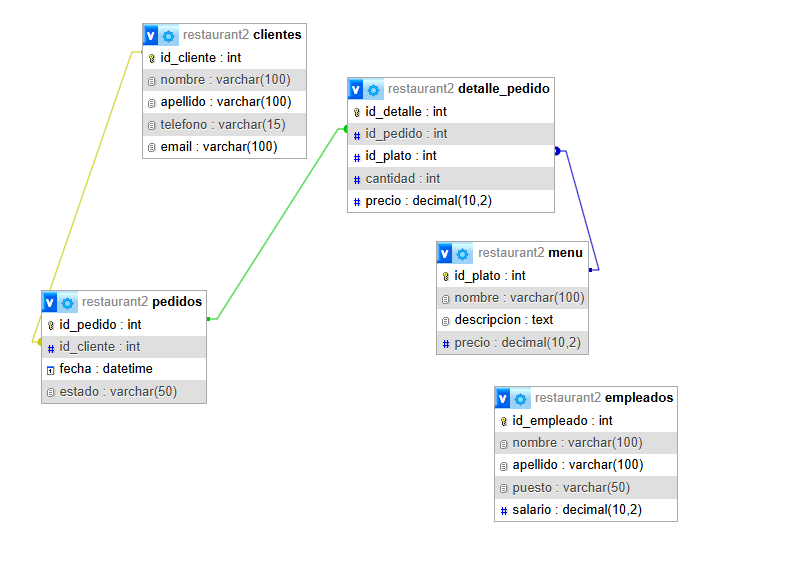 v restaurant2 clientes
id_cliente : int
nombre : varchar(100)
apellido : varchar(100)
telefono : varchar(15)
email : varchar(100)
v restaurant2 detalle_pedido
id_detalle : int
# id_pedido : int
# id_plato : int
# cantidad : int
# precio : decimal(10,2)
v restaurant2 menu
id_plato : int
nombre : varchar(100)
descripcion : text
# precio : decimal(10,2)
v restaurant2 pedidos
id_pedido : int
# id_cliente : int
fecha : datetime
estado : varchar(50)
v restaurant2 empleados
id_empleado : int
nombre : varchar(100)
apellido : varchar(100)
puesto : varchar(50)
# salario : decimal(10,2)